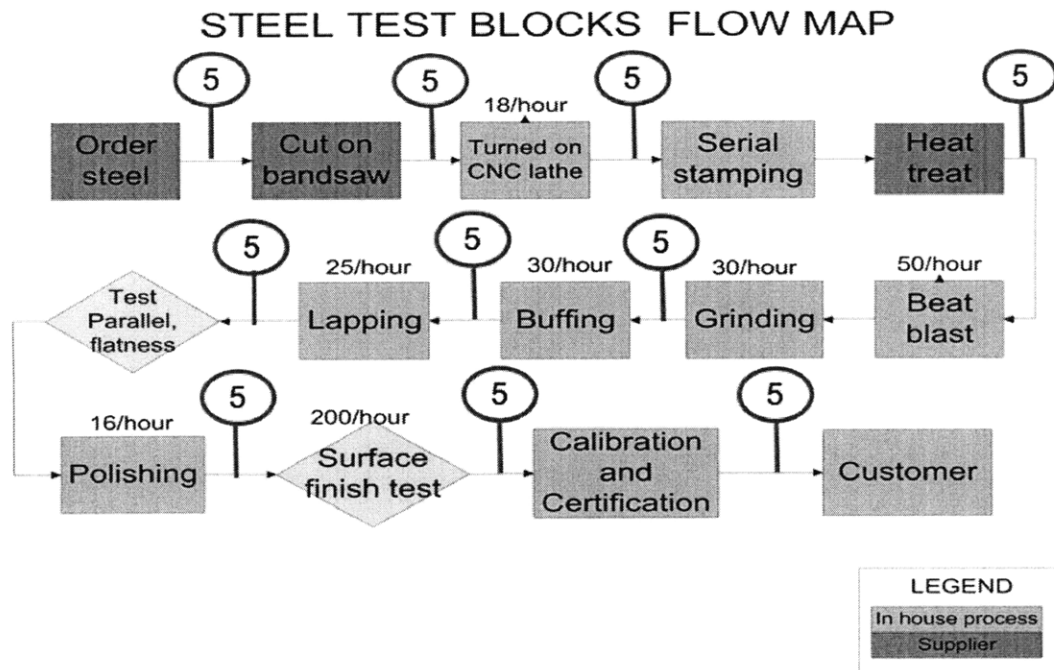 STEEL TEST BLOCKS FLOW MAP
5
5
5
5
18/hour
Order
steel
Cut on
bandsaw
Turned on
CNC lathe
Serial
stamping
Heat
treat
5
5
5
25/hour
30/hour
30/hour
50/hour
Test
Parallel,
flatness
Lapping
Buffing
Grinding
Beat
blast
5
5
5
16/hour
200/hour
Polishing
Surface
finish test
Calibration
and
Certification
Customer
LEGEND
In house process
Supplier